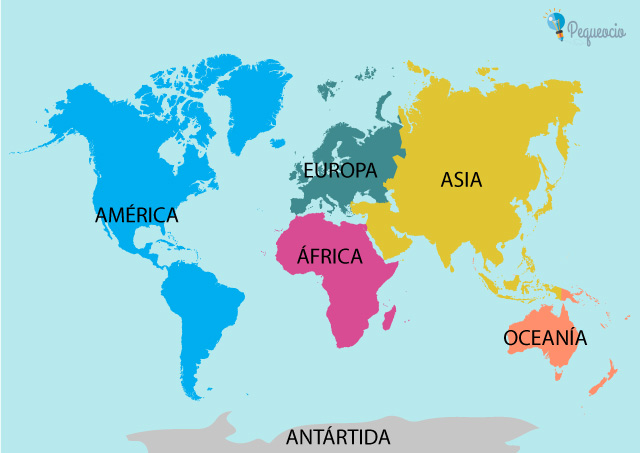 Pequeocio
EUROPA
ASIA
AMÉRICA
ÁFRICA
OCEANÍA
ANTÁRTIDA